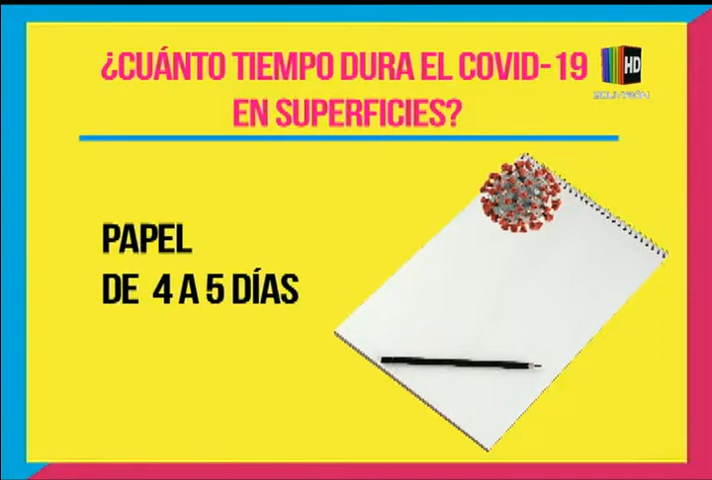 ¿CUÁNTO TIEMPO DURA EL COVID-19
EN SUPERFICIES?
HD
PAPEL
DE 4 A 5 DÍAS